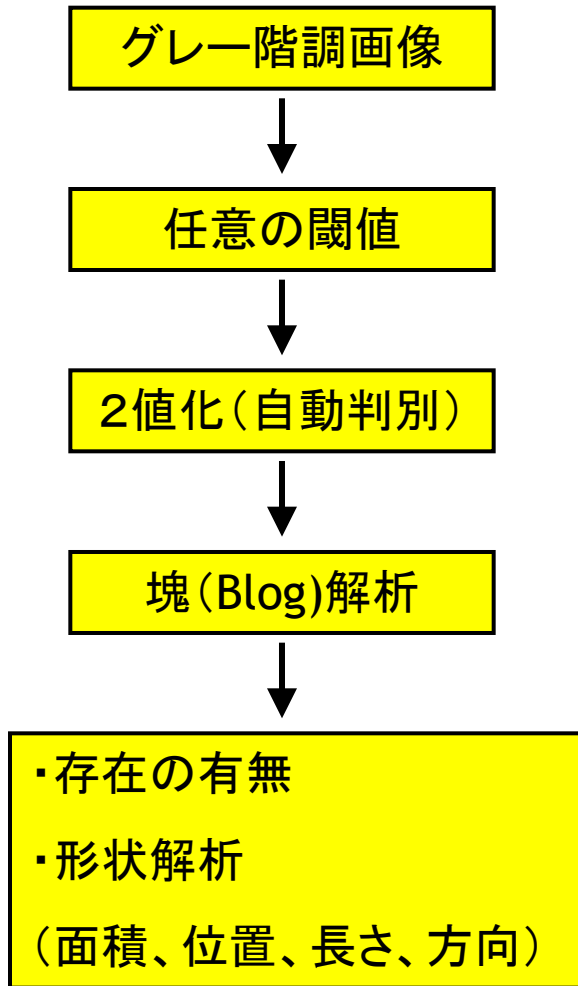 グレー階調画像
任意の閾値
２値化（自動判別）
塊（Blog)解析
・存在の有無
・形状解析
（面積、位置、長さ、方向）